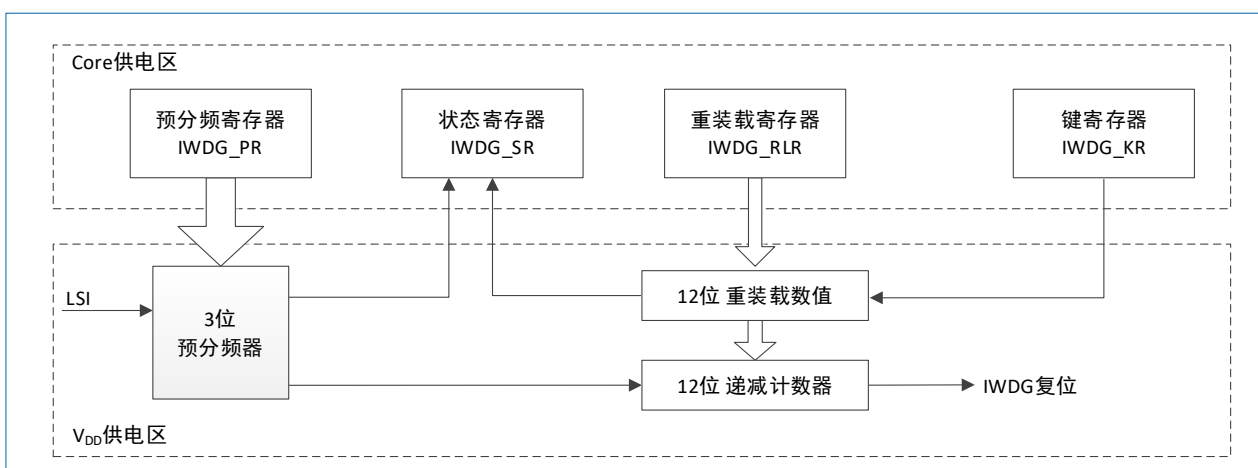 Core供电区
预分频寄存器
IWDG_PR
状态寄存器
IWDG_SR
重装载寄存器
IWDG_RLR
键寄存器
IWDG_KR
LSI
3位
预分频器
12位 重装载数值
12位 递减计数器
IWDG复位
VDD供电区